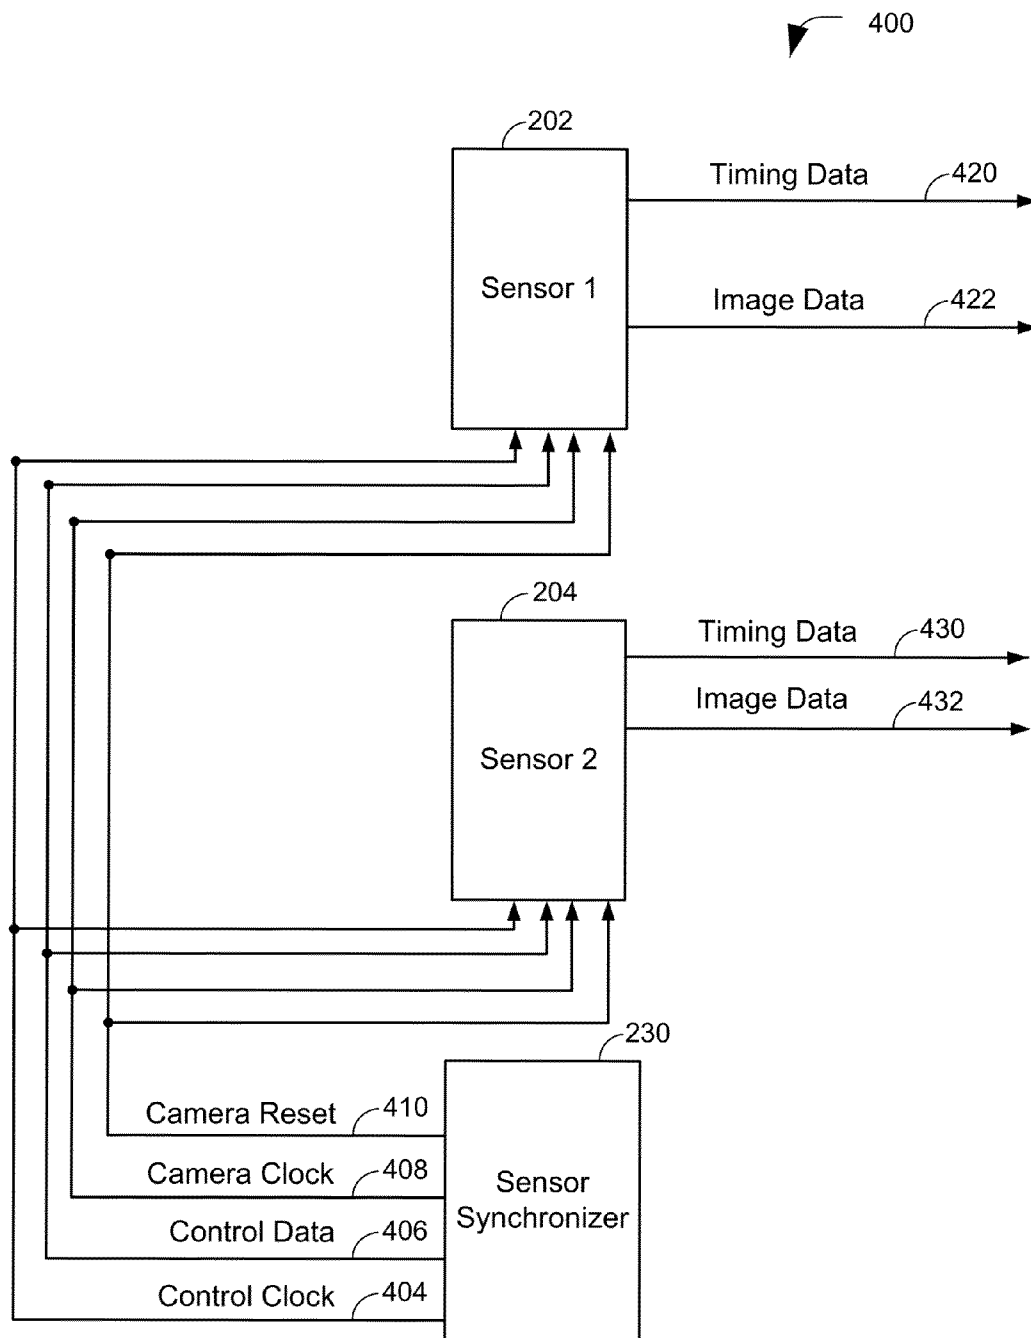 400
202
Timing Data
420
Sensor 1
Image Data
422
204
Timing Data
430
Image Data
432
Sensor 2
230
Camera Reset
410
Camera Clock
408
Sensor
Synchronizer
Control Data
406
Control Clock
404